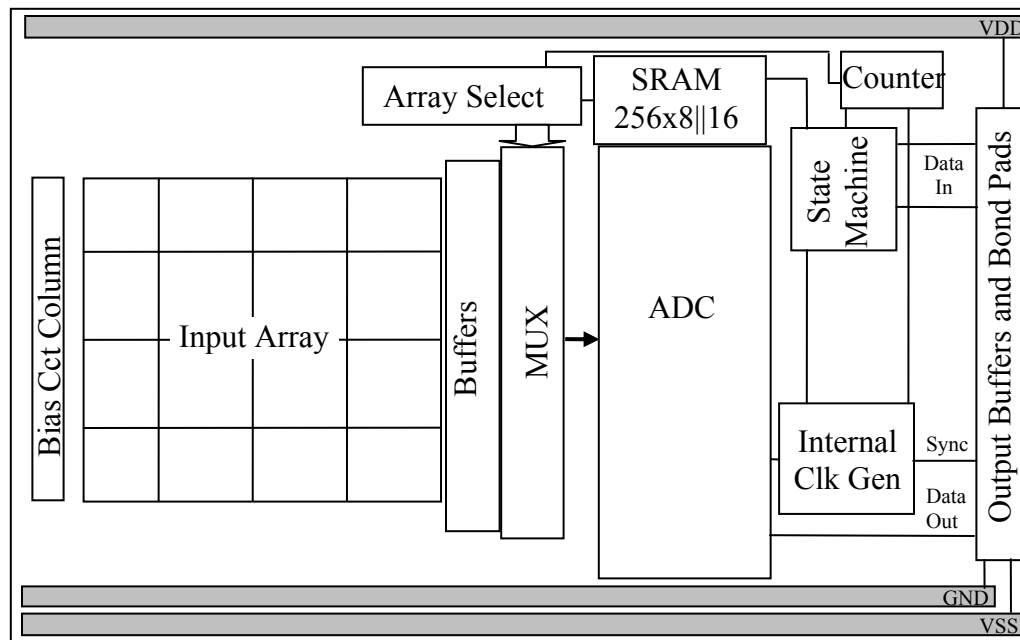 VDD
Array Select
SRAM
256x8||16
Counter
State
Machine
Data
In
Bias Cct Column
Input Array
Buffers
MUX
ADC
Internal
Clk Gen
Sync
Data
Out
Output Buffers and Bond Pads
GND
VSS